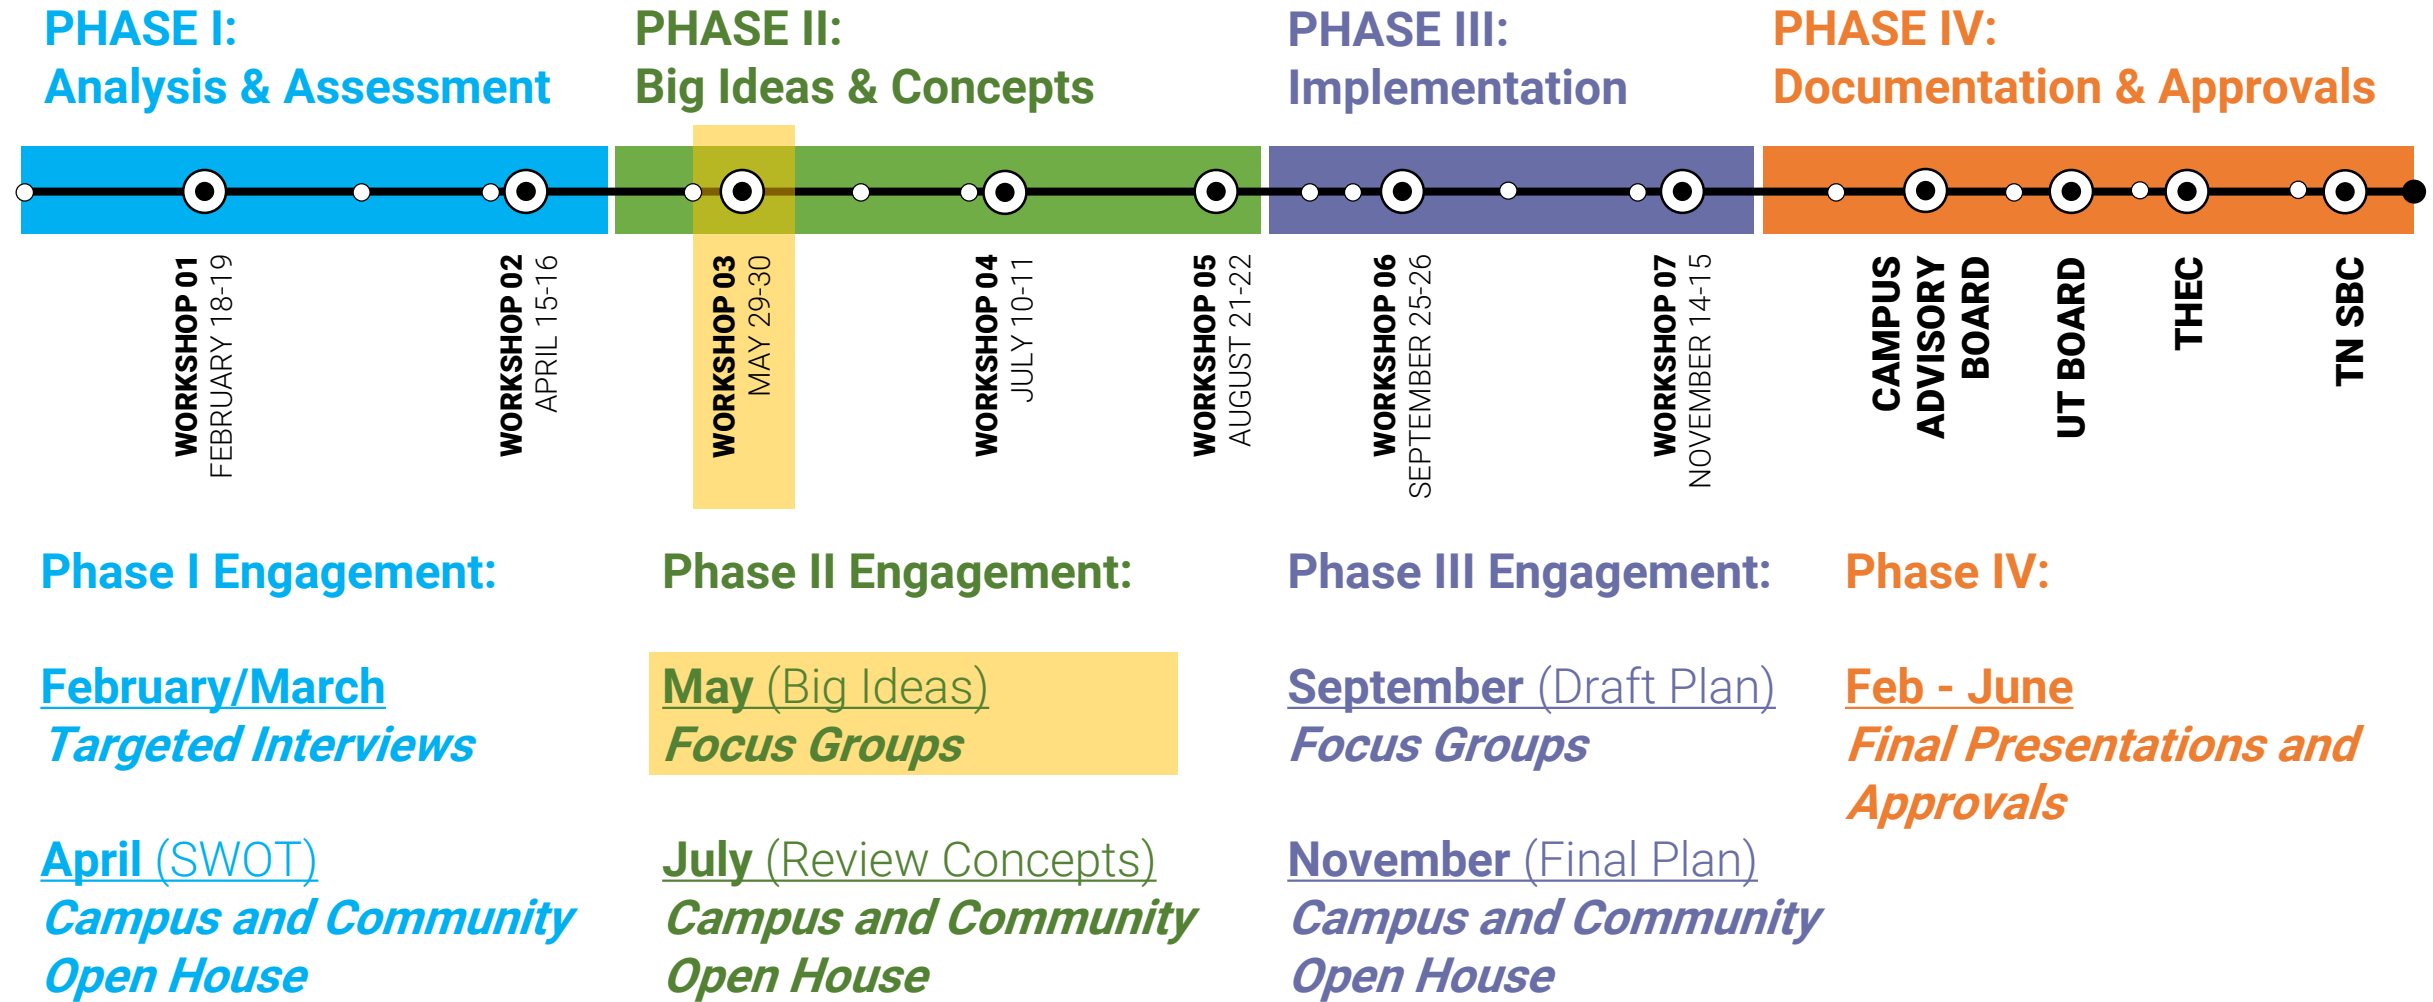 PHASE I:
Analysis & Assessment
PHASE II:
Big Ideas & Concepts
PHASE III:
Implementation
PHASE IV:
Documentation & Approvals
WORKSHOP 01
FEBRUARY 18-19
WORKSHOP 02
APRIL 15-16
WORKSHOP 03
MAY 29-30
WORKSHOP 04
JULY 10-11
WORKSHOP 05
AUGUST 21-22
WORKSHOP 06
SEPTEMBER 25-26
WORKSHOP 07
NOVEMBER 14-15
CAMPUS
ADVISORY
BOARD
UT BOARD
THEC
TN SBC
Phase I Engagement:
February/March
Targeted Interviews
April (SWOT)
Campus and Community
Open House
Phase II Engagement:
May (Big Ideas)
Focus Groups
July (Review Concepts)
Campus and Community
Open House
Phase III Engagement:
September (Draft Plan)
Focus Groups
November (Final Plan)
Campus and Community
Open House
Phase IV:
Feb - June
Final Presentations and
Approvals